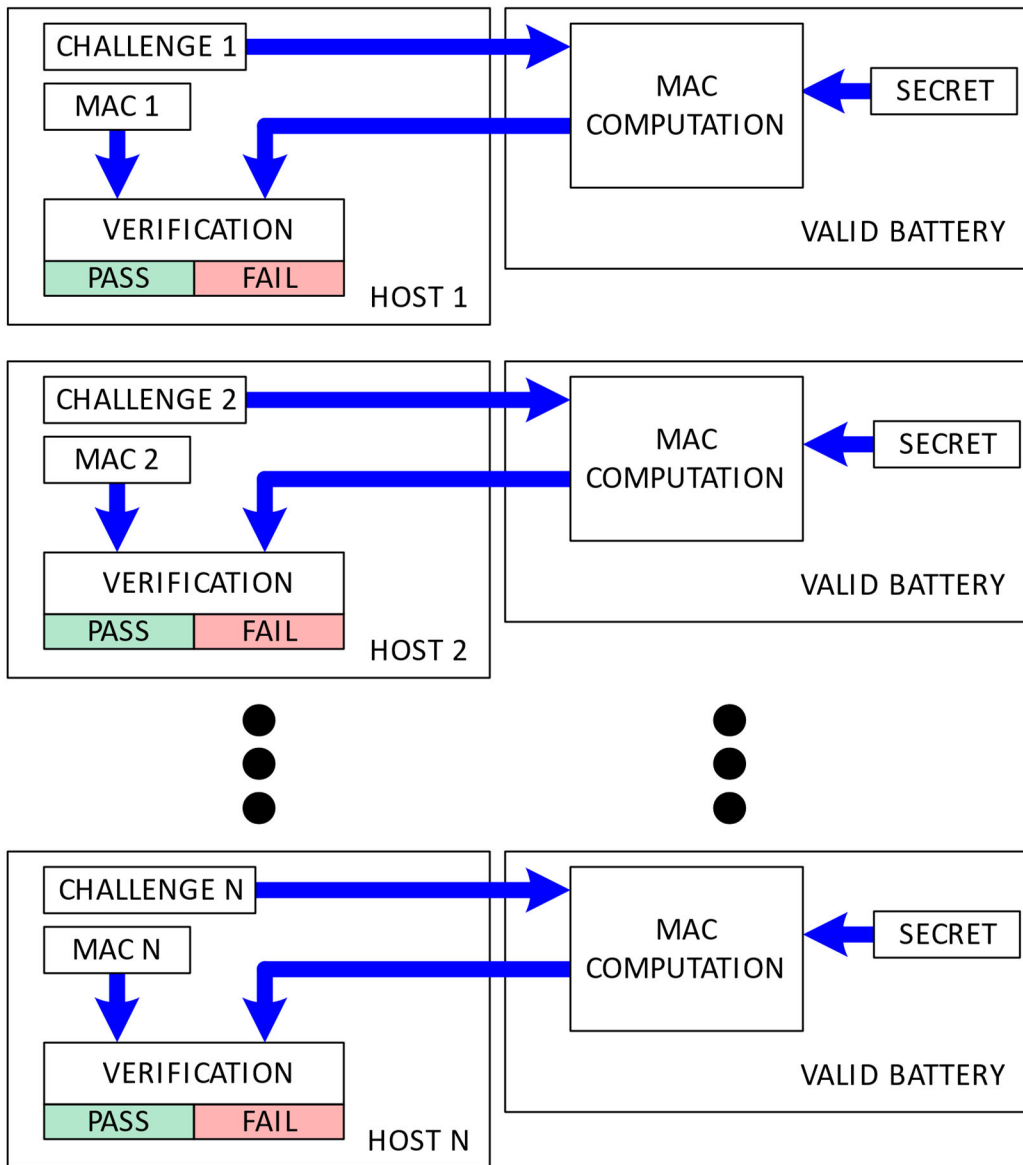 CHALLENGE 1
MAC 1
VERIFICATION
PASS
FAIL
HOST 1
MAC
COMPUTATION
SECRET
VALID BATTERY
CHALLENGE 2
MAC 2
VERIFICATION
PASS
FAIL
HOST 2
MAC
COMPUTATION
SECRET
VALID BATTERY
CHALLENGE N
MAC N
VERIFICATION
PASS
FAIL
HOST N
MAC
COMPUTATION
SECRET
VALID BATTERY